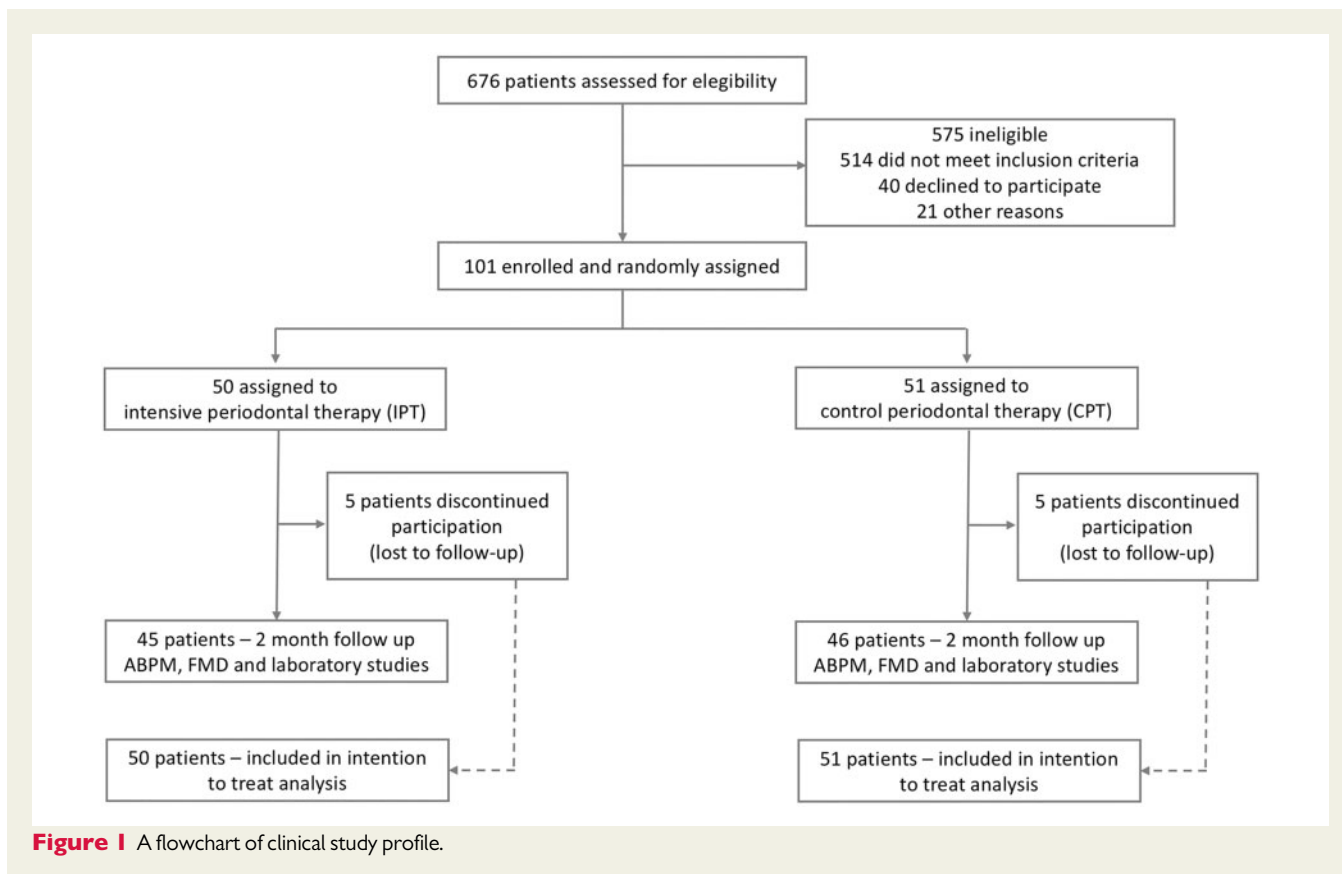 676 patients assessed for elegibility
575 ineligible
514 did not meet inclusion criteria
40 declined to participate
21 other reasons
101 enrolled and randomly assigned
50 assigned to
intensive periodontal therapy (IPT)
51 assigned to
control periodontal therapy (CPT)
5 patients discontinued
participation
(lost to follow-up)
5 patients discontinued
participation
(lost to follow-up)
45 patients – 2 month follow up
ABPM, FMD and laboratory studies
46 patients – 2 month follow up
ABPM, FMD and laboratory studies
50 patients – included in intention
to treat analysis
51 patients – included in intention
to treat analysis
Figure 1 A flowchart of clinical study profile.